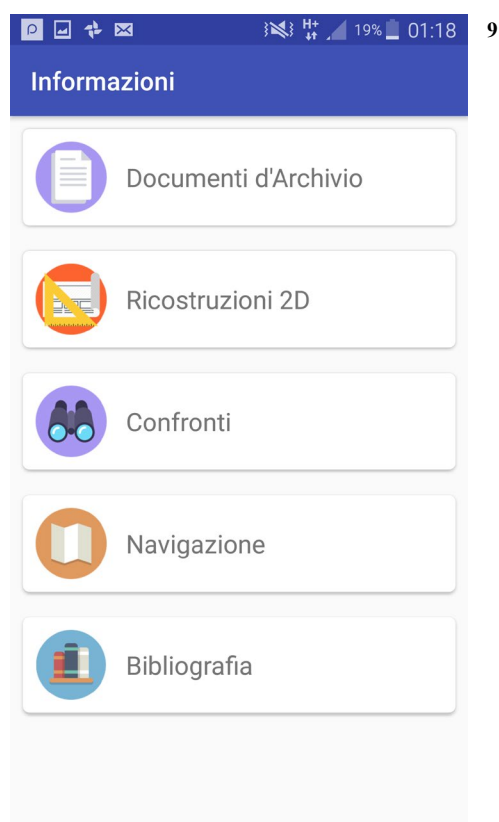 H+ 19% 01:18
9
Informazioni
Documenti d'Archivio
Ricostruzioni 2D
Confronti
Navigazione
Bibliografia